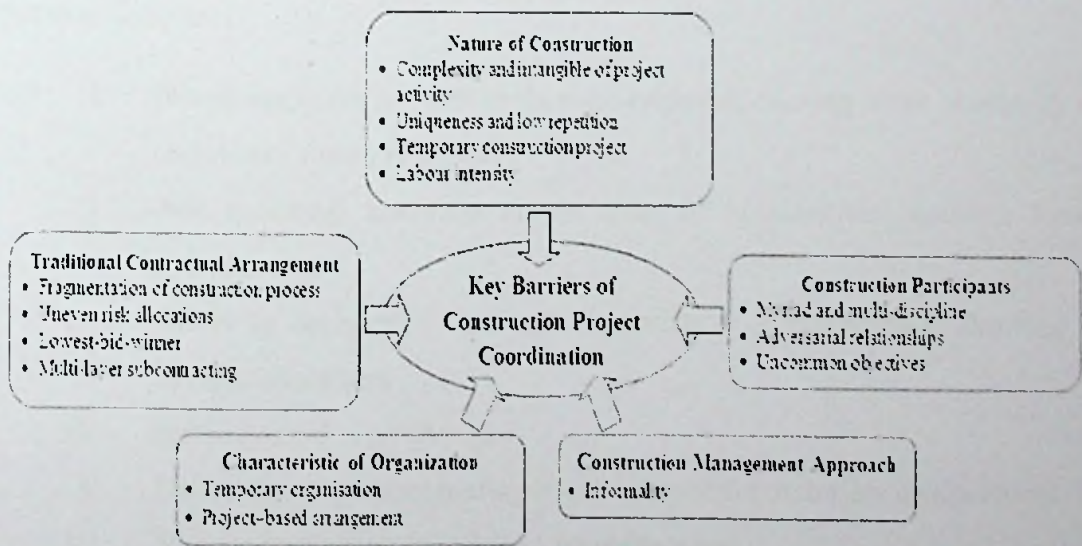 Nature of Construction
• Complexity and intangible of project
activity
• Uniqueness and low repetition
• Temporary construction project
• Labour intensity
Traditional Contractual Arrangement
• Fragmentation of construction process
• Uneven risk allocations
• Lowest-bid-winner
• Multi-layer subcontracting
Key Barriers of
Construction Project
Coordination
Construction Participants
• Myriad and multi-discipline
• Adversarial relationships
• Uncommon objectives
Characteristic of Organization
• Temporary organisation
• Project-based arrangement
Construction Management Approach
• Informality